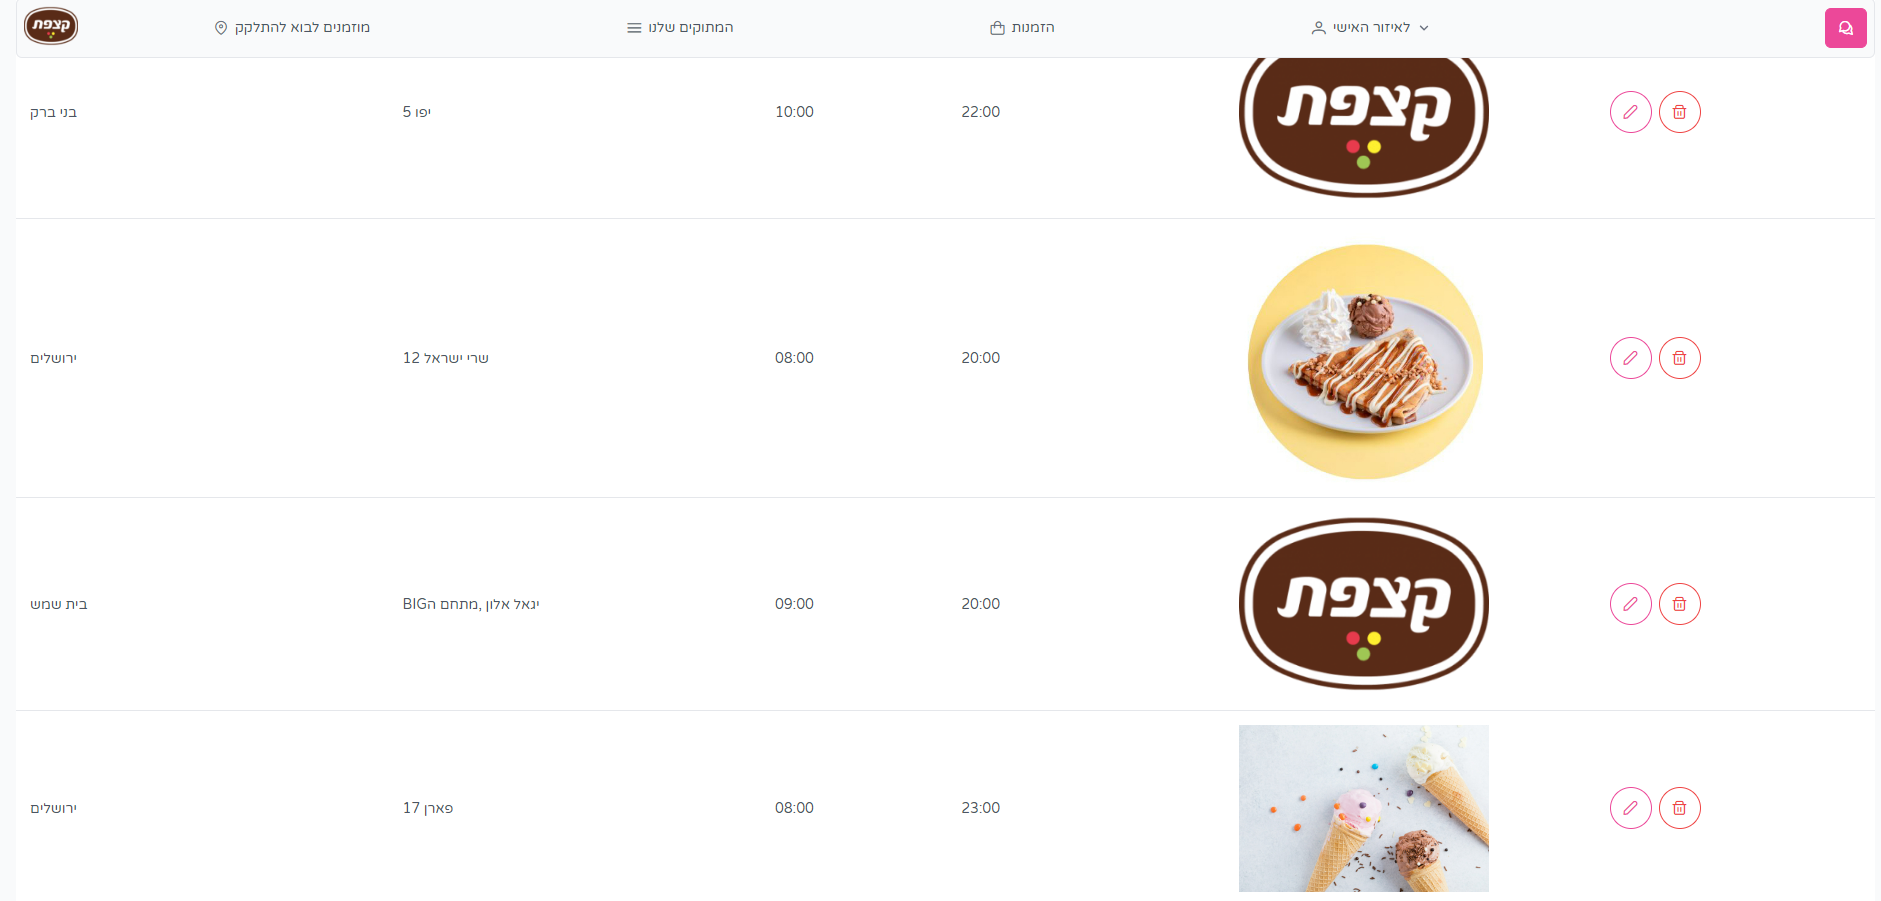 קצפת
מוזמנים לבוא להתלקק
המתוקים שלנו
הזמנות
לאיזור האישי
בני ברק
יפו 5
10:00
22:00
קצפת
ירושלים
שרי ישראל 12
08:00
20:00
בית שמש
יגאל אלון ,מתחם הBIG
09:00
20:00
קצפת
ירושלים
פארן 17
08:00
23:00